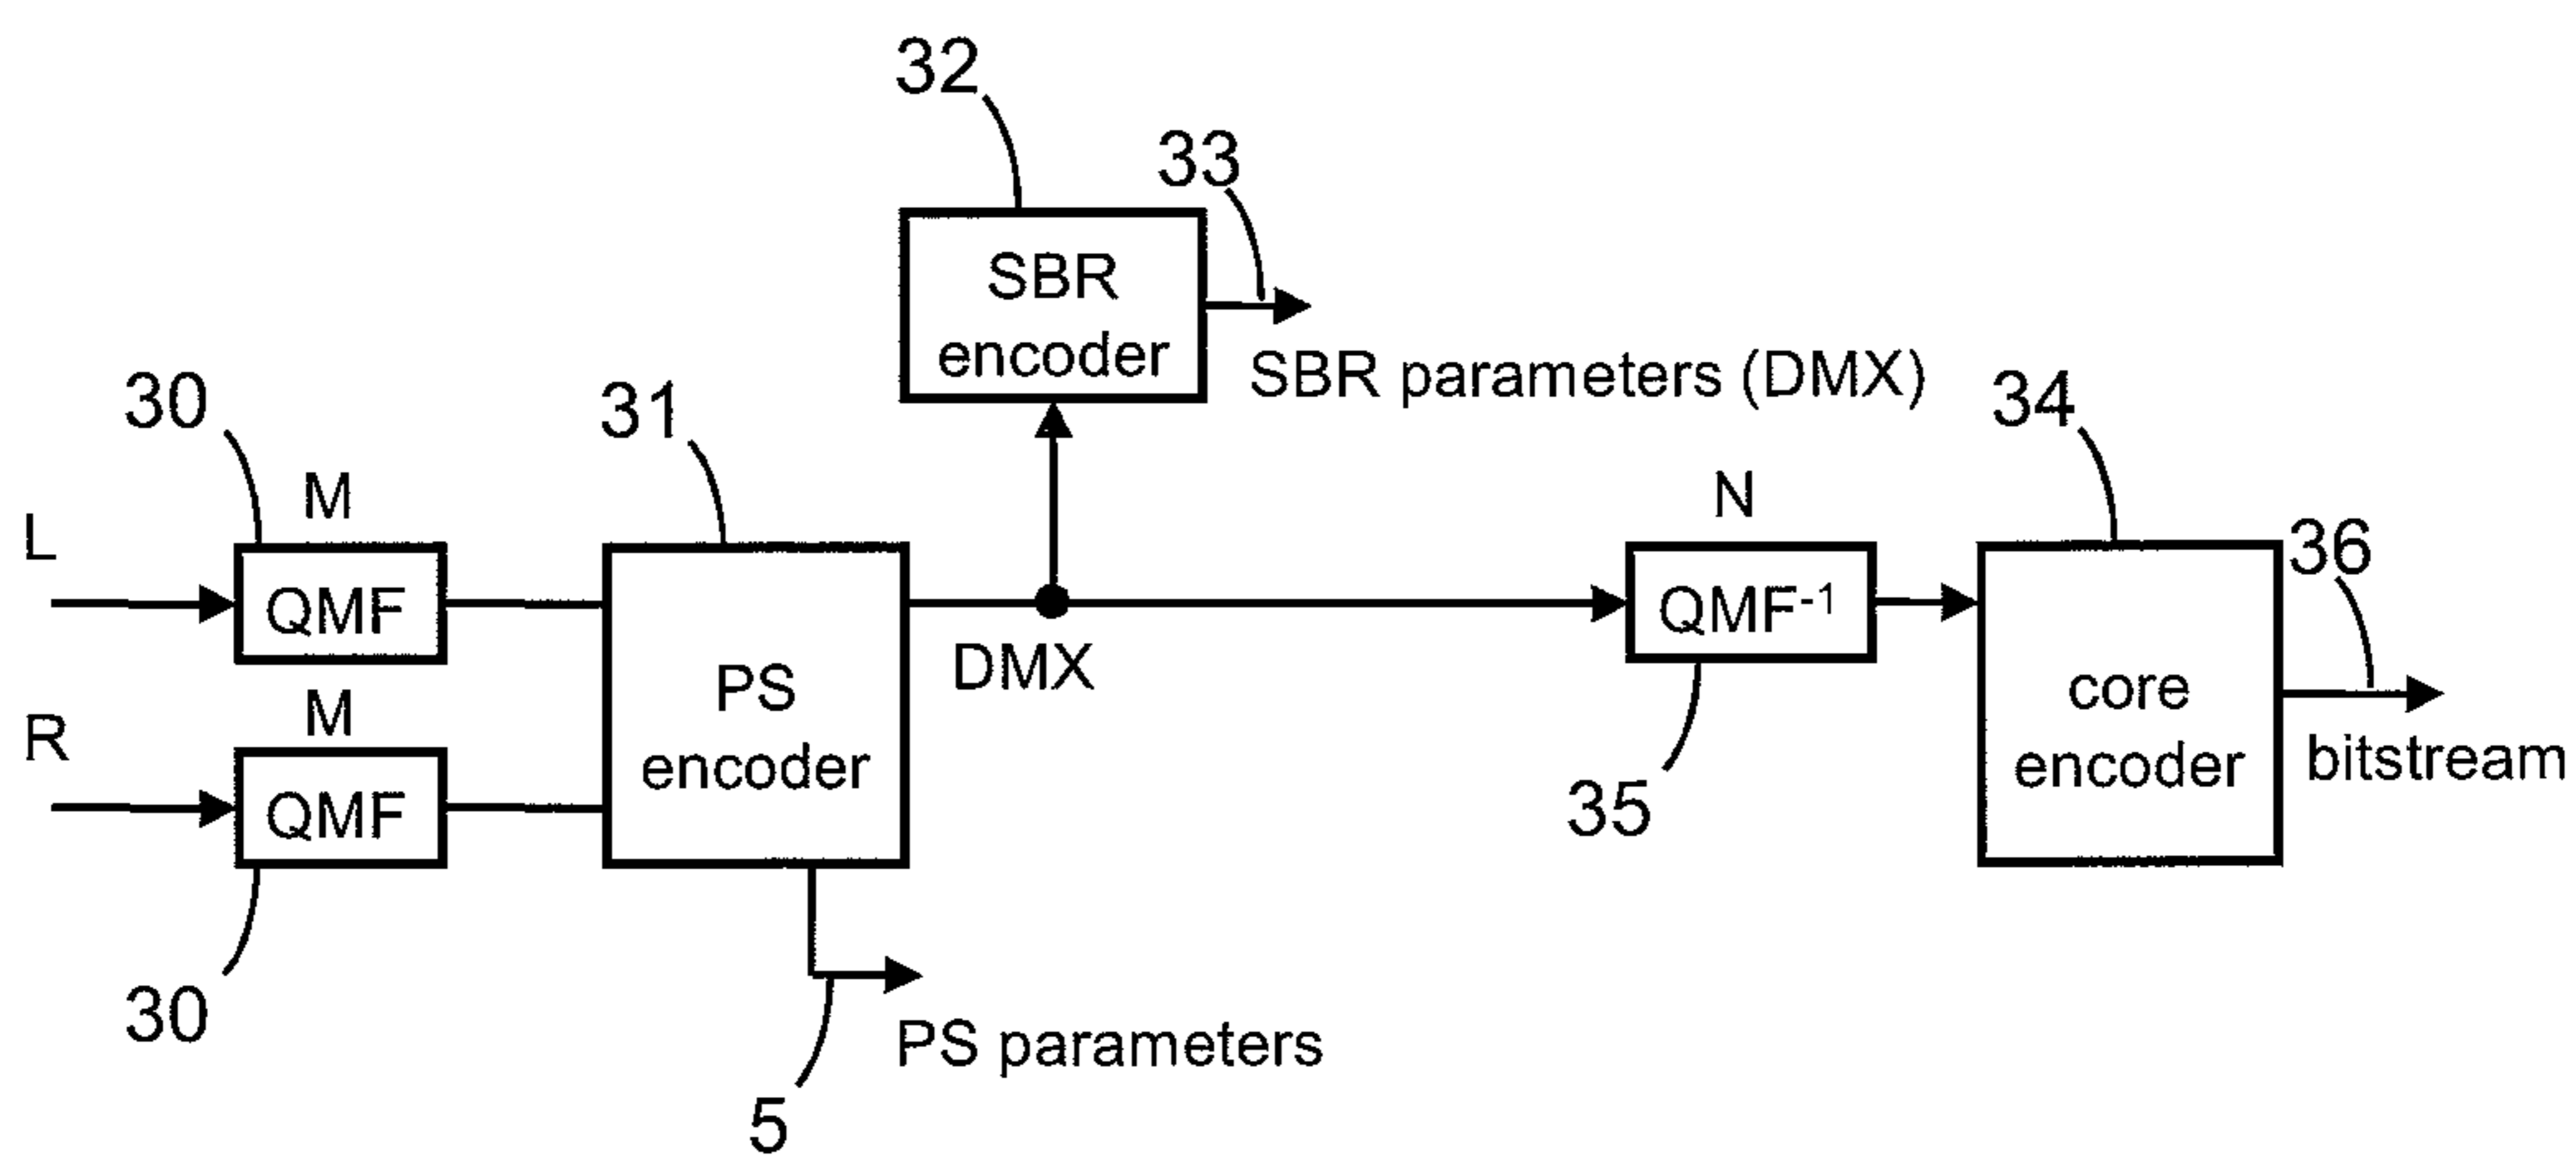 32
33
SBR
encoder
SBR parameters (DMX)
30
31
34
M
N
L
QMF
QMF-1
36
DMX
PS
encoder
core
encoder
M
R
QMF
bitstream
35
30
PS parameters
5